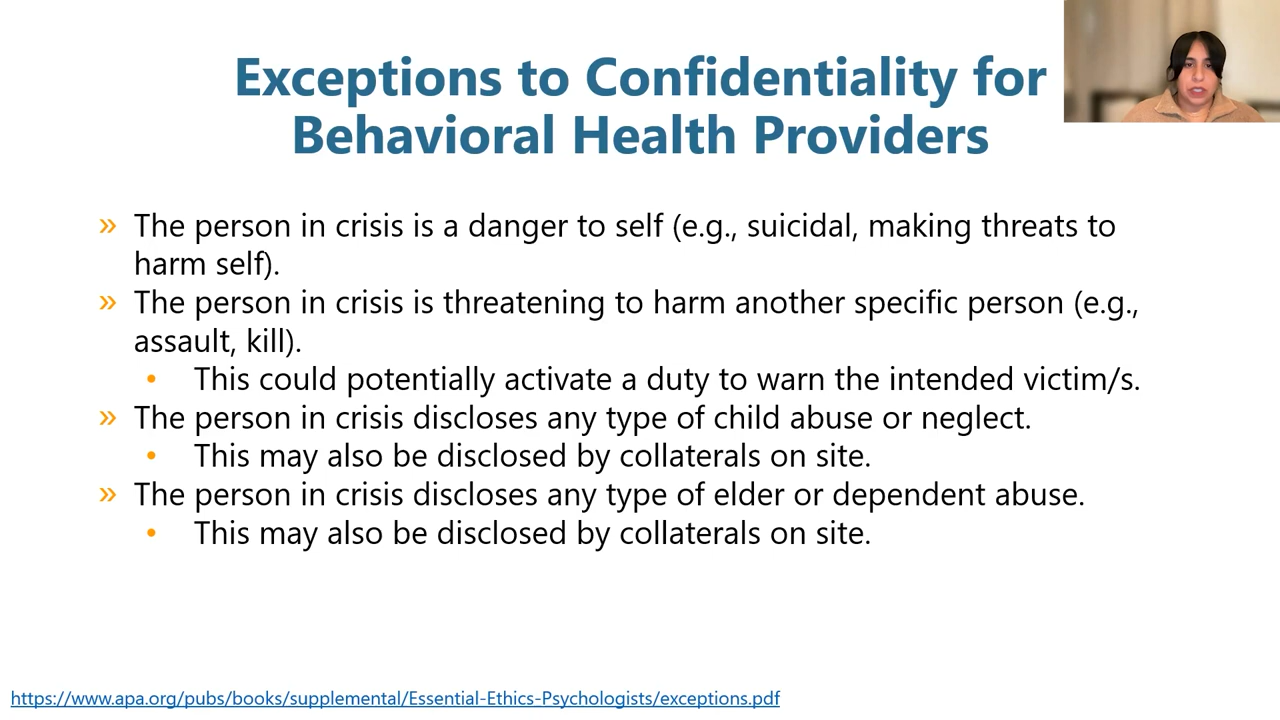 Exceptions to Confidentiality for
Behavioral Health Providers
» The person in crisis is a danger to self (e.g., suicidal, making threats to
harm self).
» The person in crisis is threatening to harm another specific person (e.g.,
assault, kill).
• This could potentially activate a duty to warn the intended victim/s.
» The person in crisis discloses any type of child abuse or neglect.
• This may also be disclosed by collaterals on site.
» The person in crisis discloses any type of elder or dependent abuse.
• This may also be disclosed by collaterals on site.
https://www.apa.org/pubs/books/supplemental/Essential-Ethics-Psychologists/exceptions.pdf